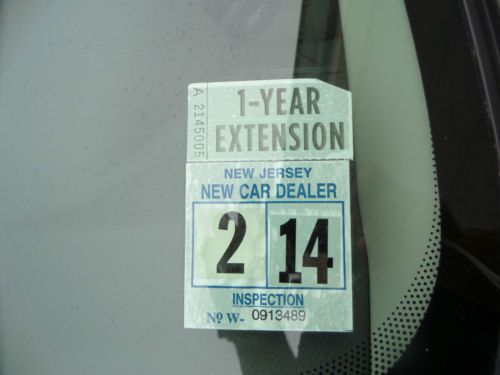 A 2145005
1-YEAR
EXTENSION
NEW JERSEY
NEW CAR DEALER
2 14
INSPECTION
No W- 0913489